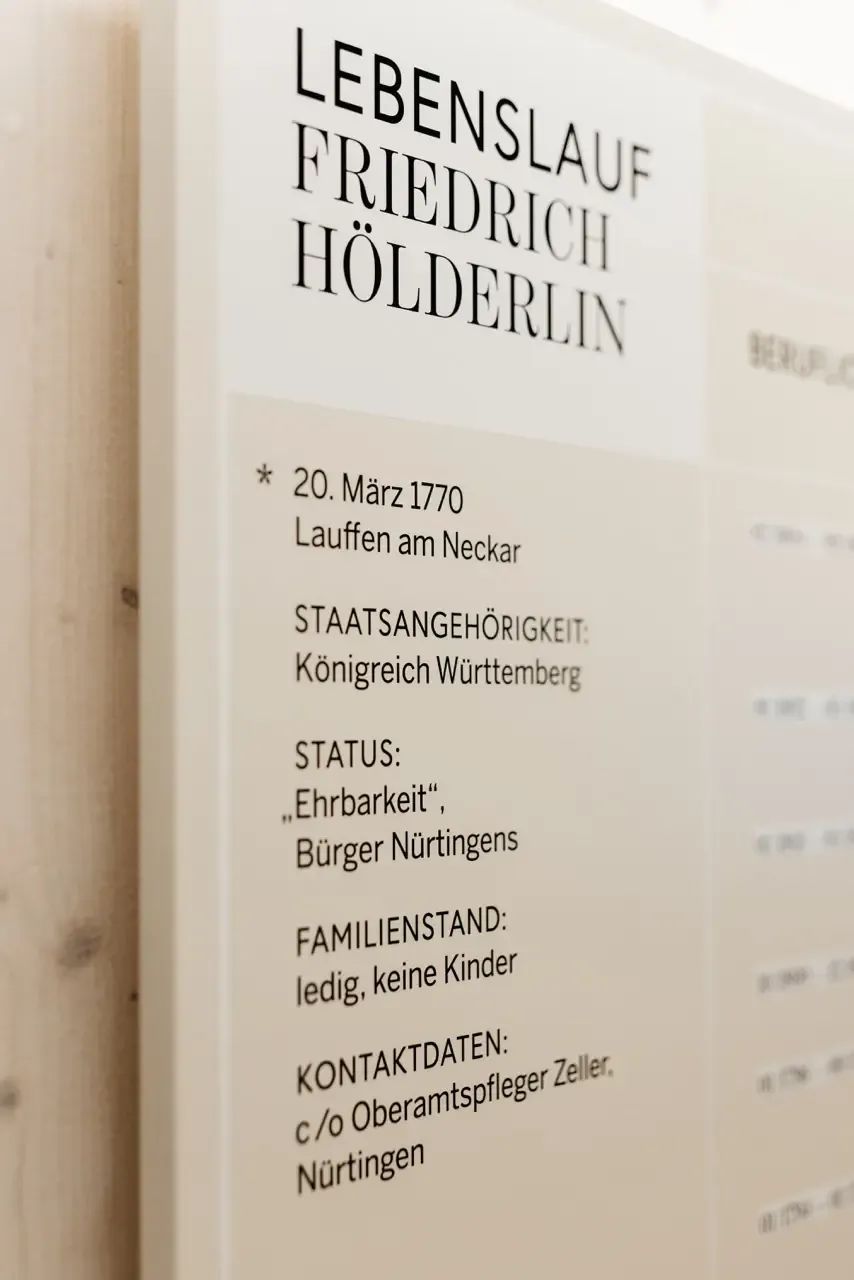 LEBENSLAUF
FRIEDRICH
HÖLDERLIN
* 20. März 1770
Lauffen am Neckar
STAATSANGEHÖRIGKEIT:
Königreich Württemberg
STATUS:
„Ehrbarkeit“,
Bürger Nürtingens
FAMILIENSTAND:
ledig, keine Kinder
KONTAKTDATEN:
c/o Oberamtspfleger Zeller,
Nürtingen